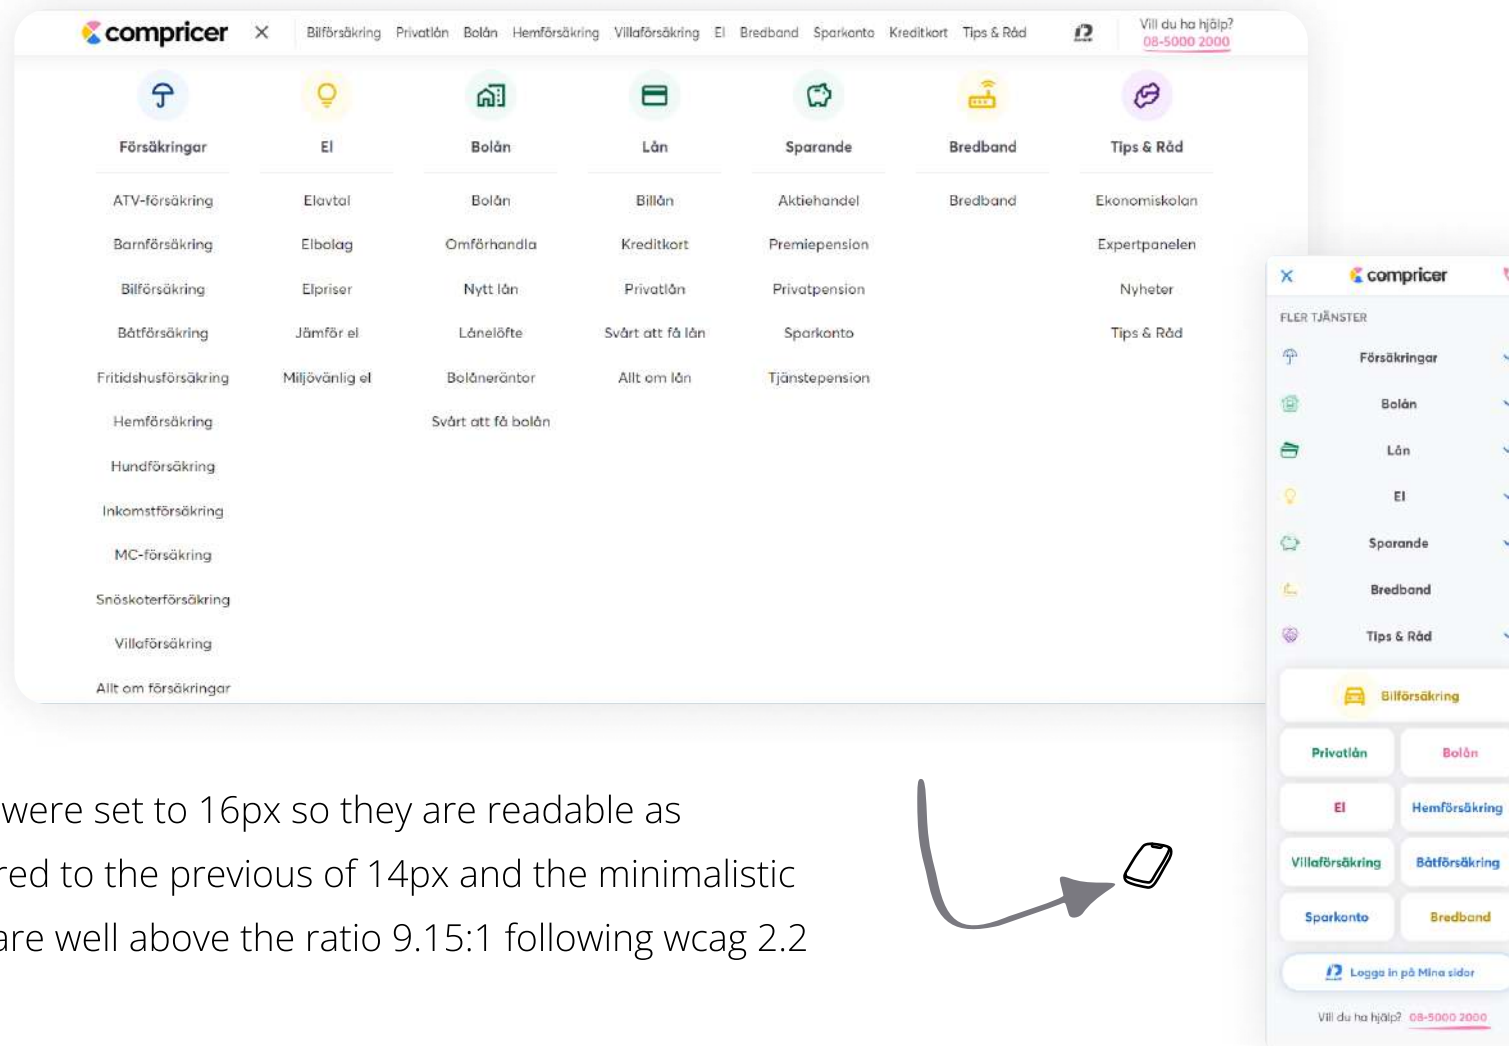 compricer
Bilförsäkring Privatlån Bolån Hemförsäkring Villaförsäkring El Bredband Sparkonto Kreditkort Tips & Råd
Vill du ha hjälp?
08-5000 2000
Försäkringar
ATV-försäkring
Barnförsäkring
Bilförsäkring
Båtförsäkring
Fritidshusförsäkring
Hemförsäkring
Hundförsäkring
Inkomstförsäkring
MC-försäkring
Snöskoterförsäkring
Villaförsäkring
Allt om försäkringar
El
Elavtal
Elbolag
Elpriser
Jämför el
Miljövänlig el
Bolån
Bolån
Omförhandla
Nytt lån
Lånelöfte
Bolåneräntor
Svårt att få bolån
Lån
Billån
Kreditkort
Privatlån
Svårt att få lån
Allt om lån
Sparande
Aktiehandel
Premiepension
Privatpension
Sparkonto
Tjänstepension
Bredband
Bredband
Tips & Råd
Ekonomiskolan
Expertpanelen
Nyheter
Tips & Råd
compricer
FLER TJÄNSTER
Försäkringar
Bolån
Lån
El
Sparande
Bredband
Tips & Råd
Bilförsäkring
Privatlån
Bolån
El
Hemförsäkring
Villaförsäkring
Båtförsäkring
Sparkonto
Bredband
Logga in på Mina sidor
Vill du ha hjälp? 08-5000 2000
were set to 16px so they are readable as
red to the previous of 14px and the minimalistic
are well above the ratio 9.15:1 following wcag 2.2